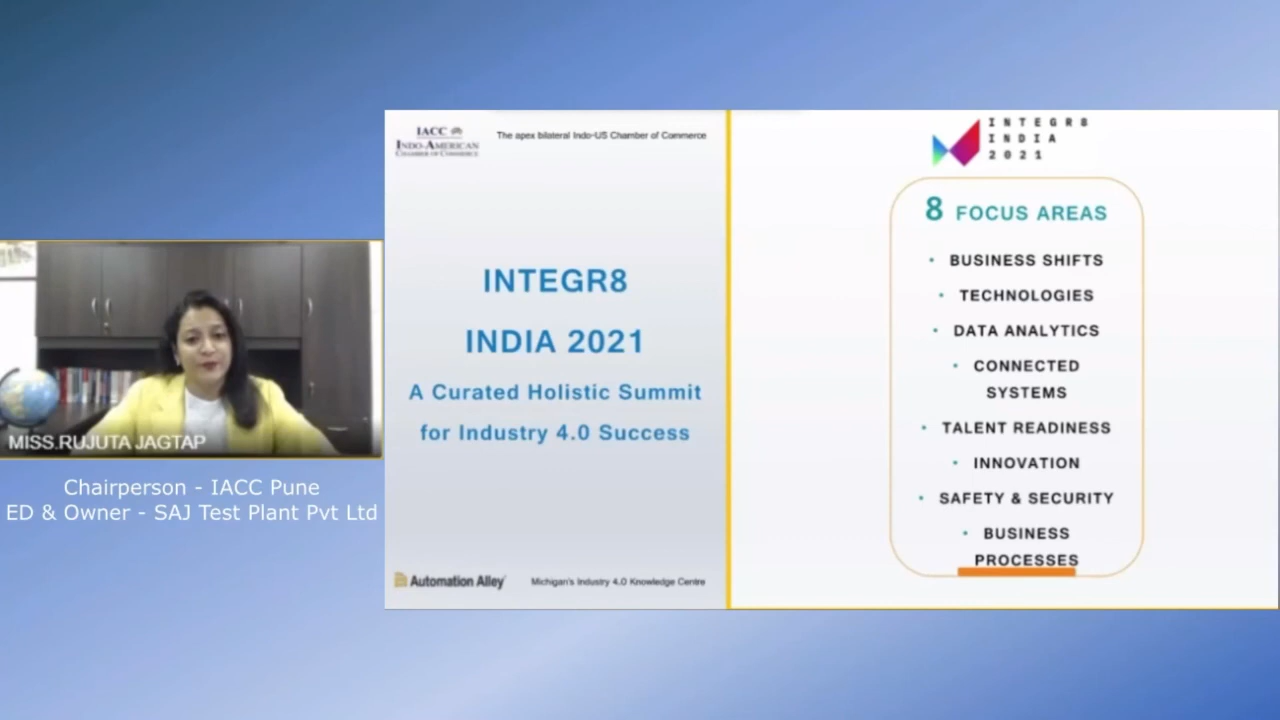 MISS.RUJUTA JAGTAP
Chairperson - IACC Pune
ED & Owner - SAJ Test Plant Pvt Ltd
IACC
INDO-AMERICAN
CHAMBER OF COMMERCE
The apex bilateral Indo-US Chamber of Commerce
INTEGR8
INDIA 2021
A Curated Holistic Summit
for Industry 4.0 Success
Automation Alley
Michigan's Industry 4.0 Knowledge Centre
INTEGR8
INDIA
2021
8 FOCUS AREAS
• BUSINESS SHIFTS
• TECHNOLOGIES
• DATA ANALYTICS
• CONNECTED
SYSTEMS
• TALENT READINESS
• INNOVATION
• SAFETY & SECURITY
• BUSINESS
PROCESSES